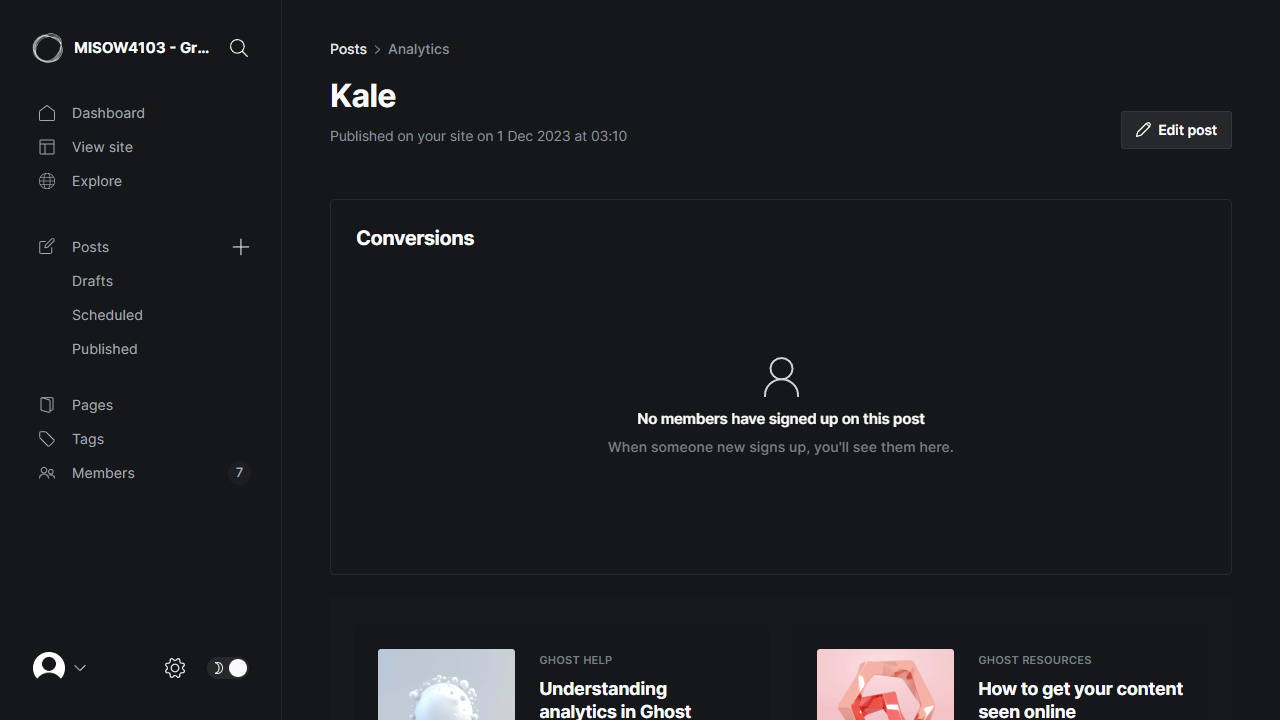 MISOW4103 - Gr...
Dashboard
View site
Explore
Posts
Drafts
Scheduled
Published
Pages
Tags
Members
7
Posts
Analytics
Kale
Published on your site on 1 Dec 2023 at 03:10
Edit post
Conversions
No members have signed up on this post
When someone new signs up, you'll see them here.
GHOST HELP
Understanding
analytics in Ghost
GHOST RESOURCES
How to get your content
seen online